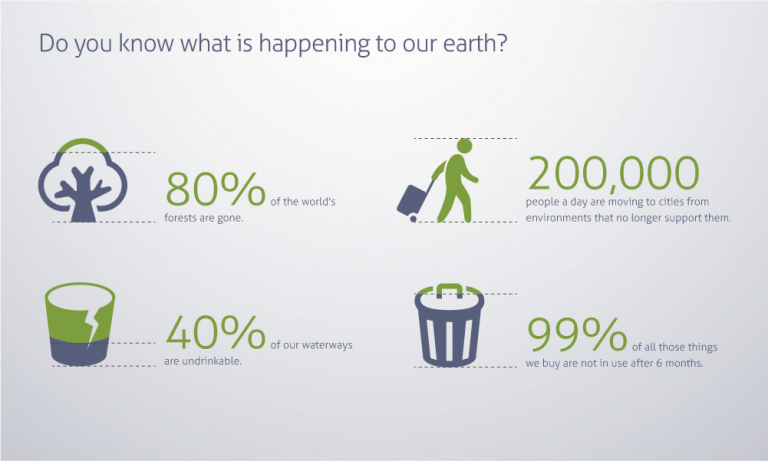 Do you know what is happening to our earth?
80% of the world's
forests are gone.
200,000
people a day are moving to cities from
environments that no longer support them.
40% of our waterways
are undrinkable.
99% of all those things
we buy are not in use after 6 months.